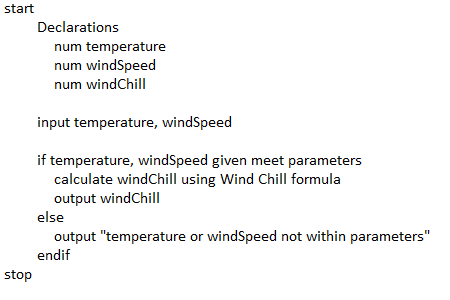 start
Declarations
num temperature
num windSpeed
num windChill
input temperature, windSpeed
if temperature, windSpeed given meet parameters
calculate windChill using Wind Chill formula
output windChill
else
output "temperature or windSpeed not within parameters"
endif
stop